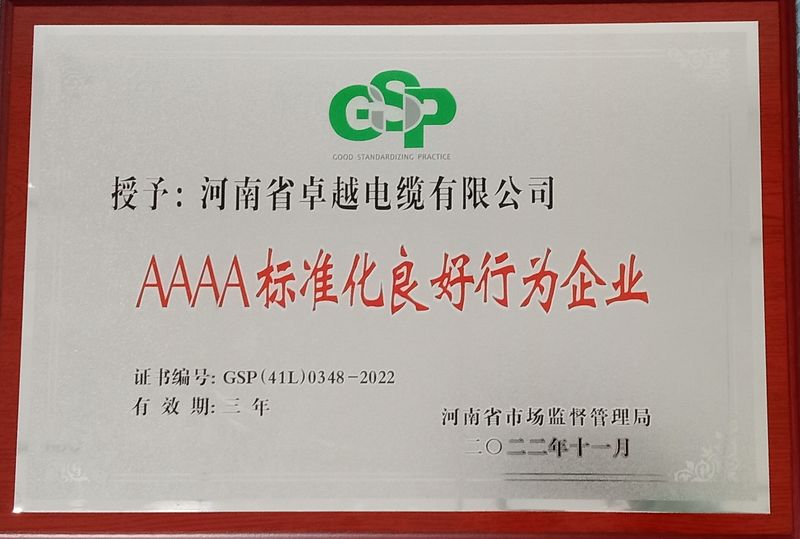 GSP
GOOD STANDARDIZING PRACTICE
授予：河南省卓越电缆有限公司
AAAA标准化良好行为企业
证书编号：GSP(41L)0348-2022
有效期：三年
河南省市场监督管理局
二〇二二年十一月